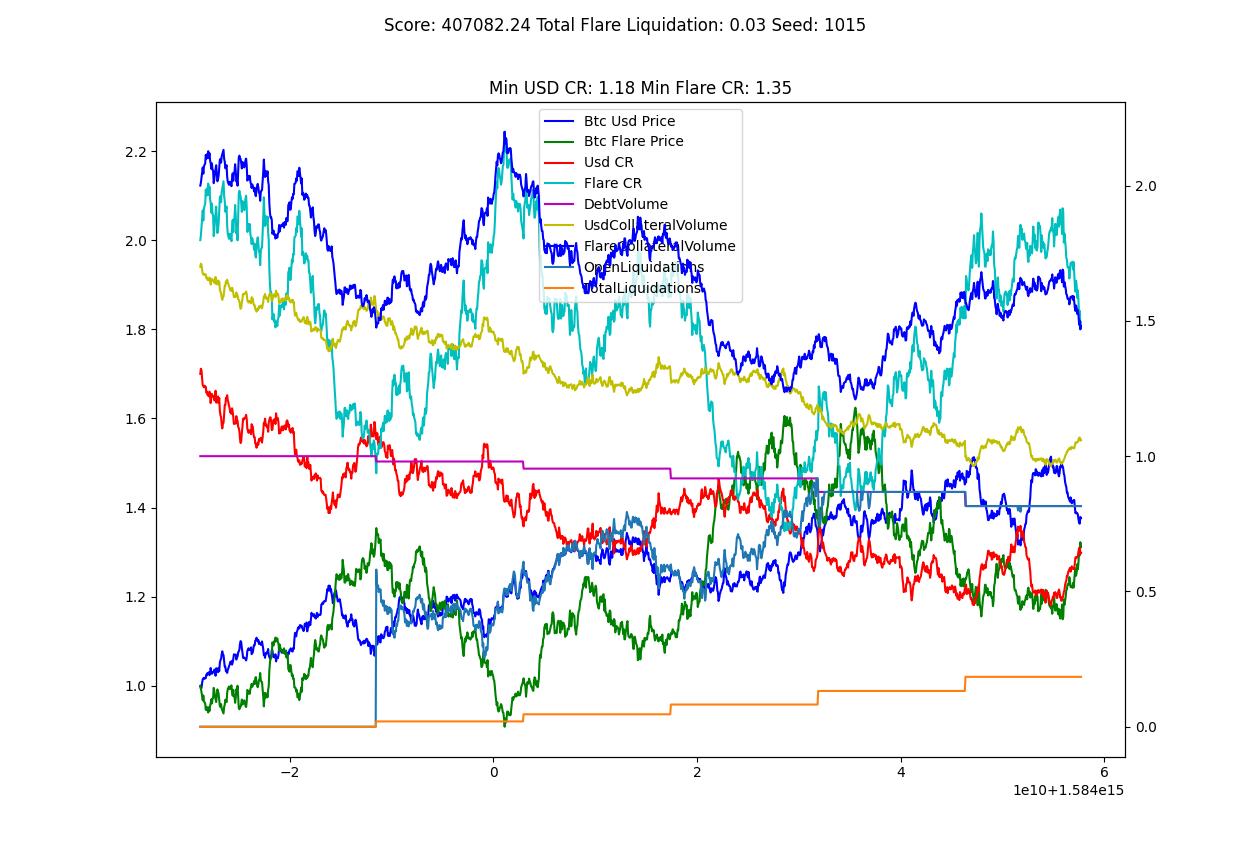 Score: 407082.24 Total Flare Liquidation: 0.03 Seed: 1015
Min USD CR: 1.18 Min Flare CR: 1.35
Btc Usd Price
Btc Flare Price
Usd CR
Flare CR
DebtVolume
UsdCollateralVolume
FlareCollateralVolume
OpenLiquidations
TotalLiquidations
2.2
2.0
1.8
1.6
1.4
1.2
1.0
2.0
1.5
1.0
0.5
0.0
−2
0
2
4
6
1e10+1.584e15